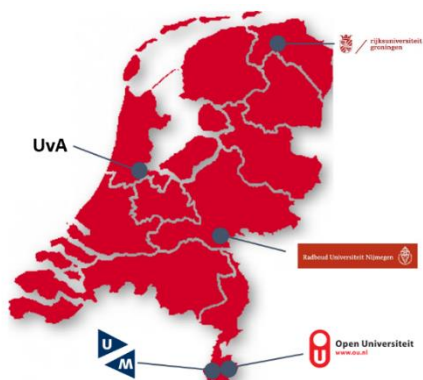 rijksuniversiteit
groningen
UvA
Radboud Universiteit Nijmegen
U
M
Open Universiteit
www.ou.nl